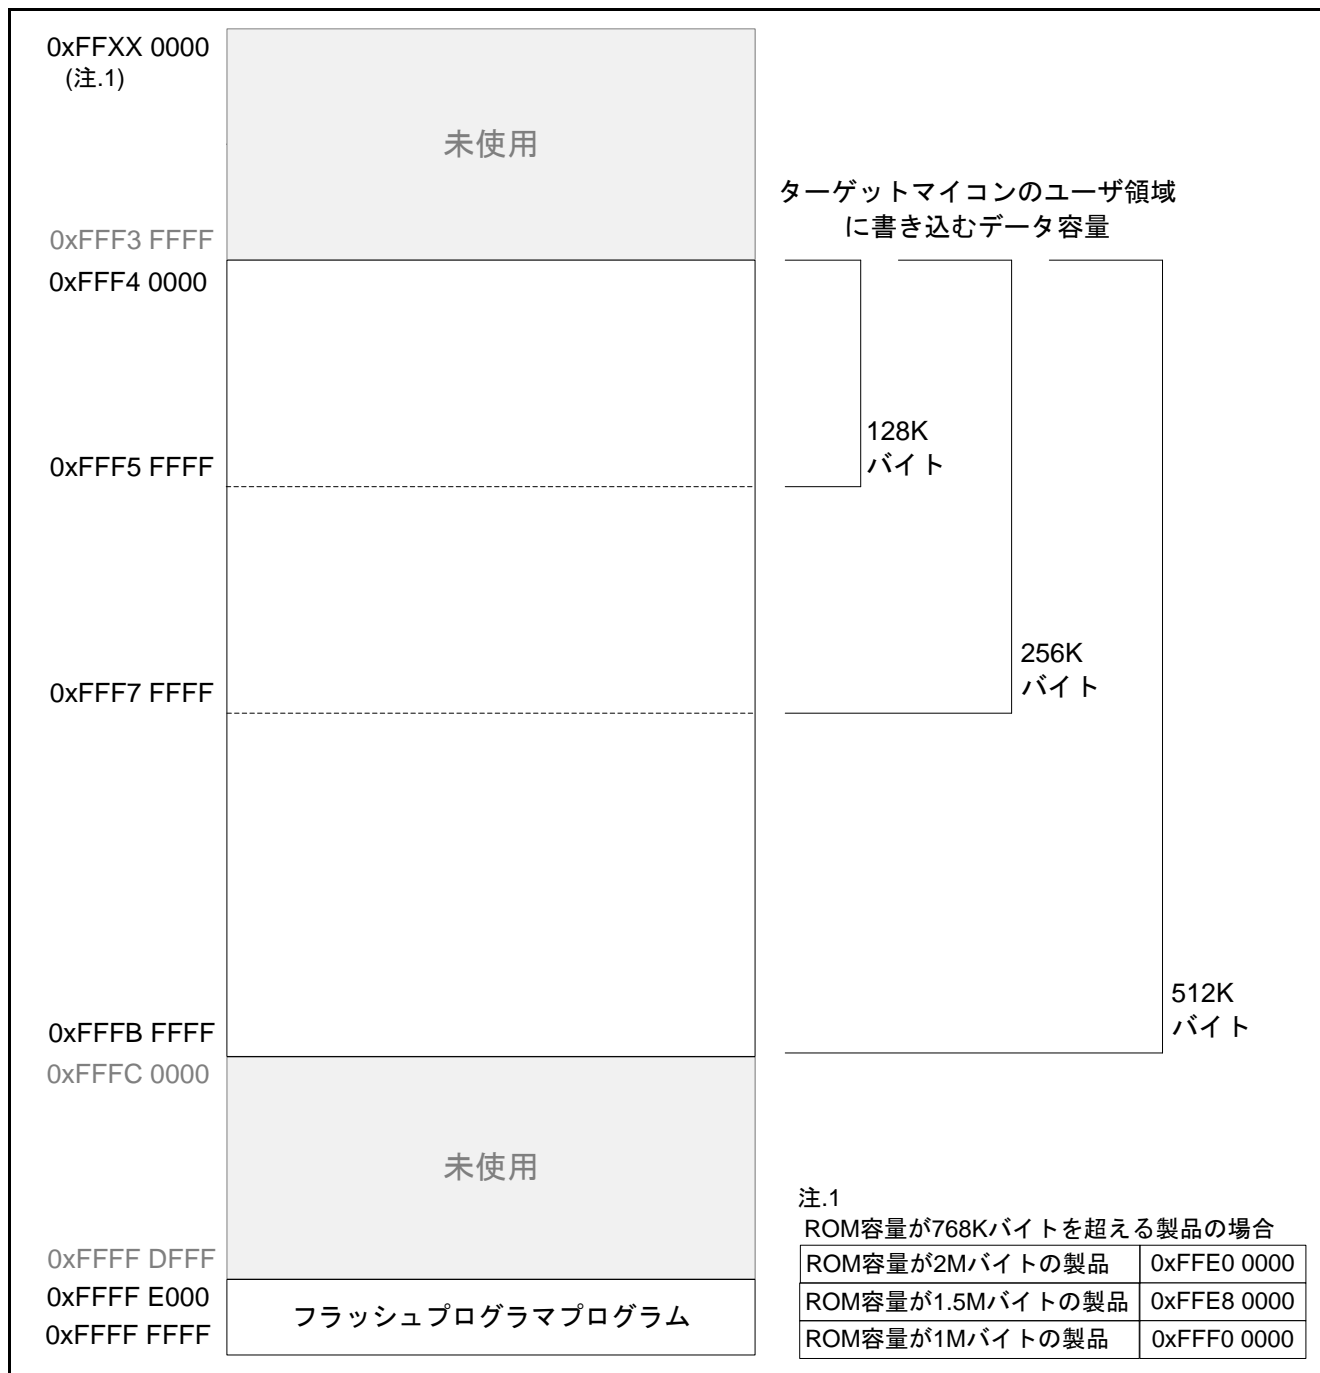 0xFFXX 0000
(注.1)
未使用
0xFFF3 FFFF
0xFFF4 0000
ターゲットマイコンのユーザ領域
に書き込むデータ容量
128K
バイト
0xFFF5 FFFF
256K
バイト
0xFFF7 FFFF
512K
バイト
0xFFFB FFFF
0xFFFC 0000
未使用
0xFFFF DFFF
0xFFFF E000
0xFFFF FFFF
フラッシュプログラマプログラム
注.1
ROM容量が768Kバイトを超える製品の場合
ROM容量が2Mバイトの製品 0xFFE0 0000
ROM容量が1.5Mバイトの製品 0xFFE8 0000
ROM容量が1Mバイトの製品 0xFFF0 0000